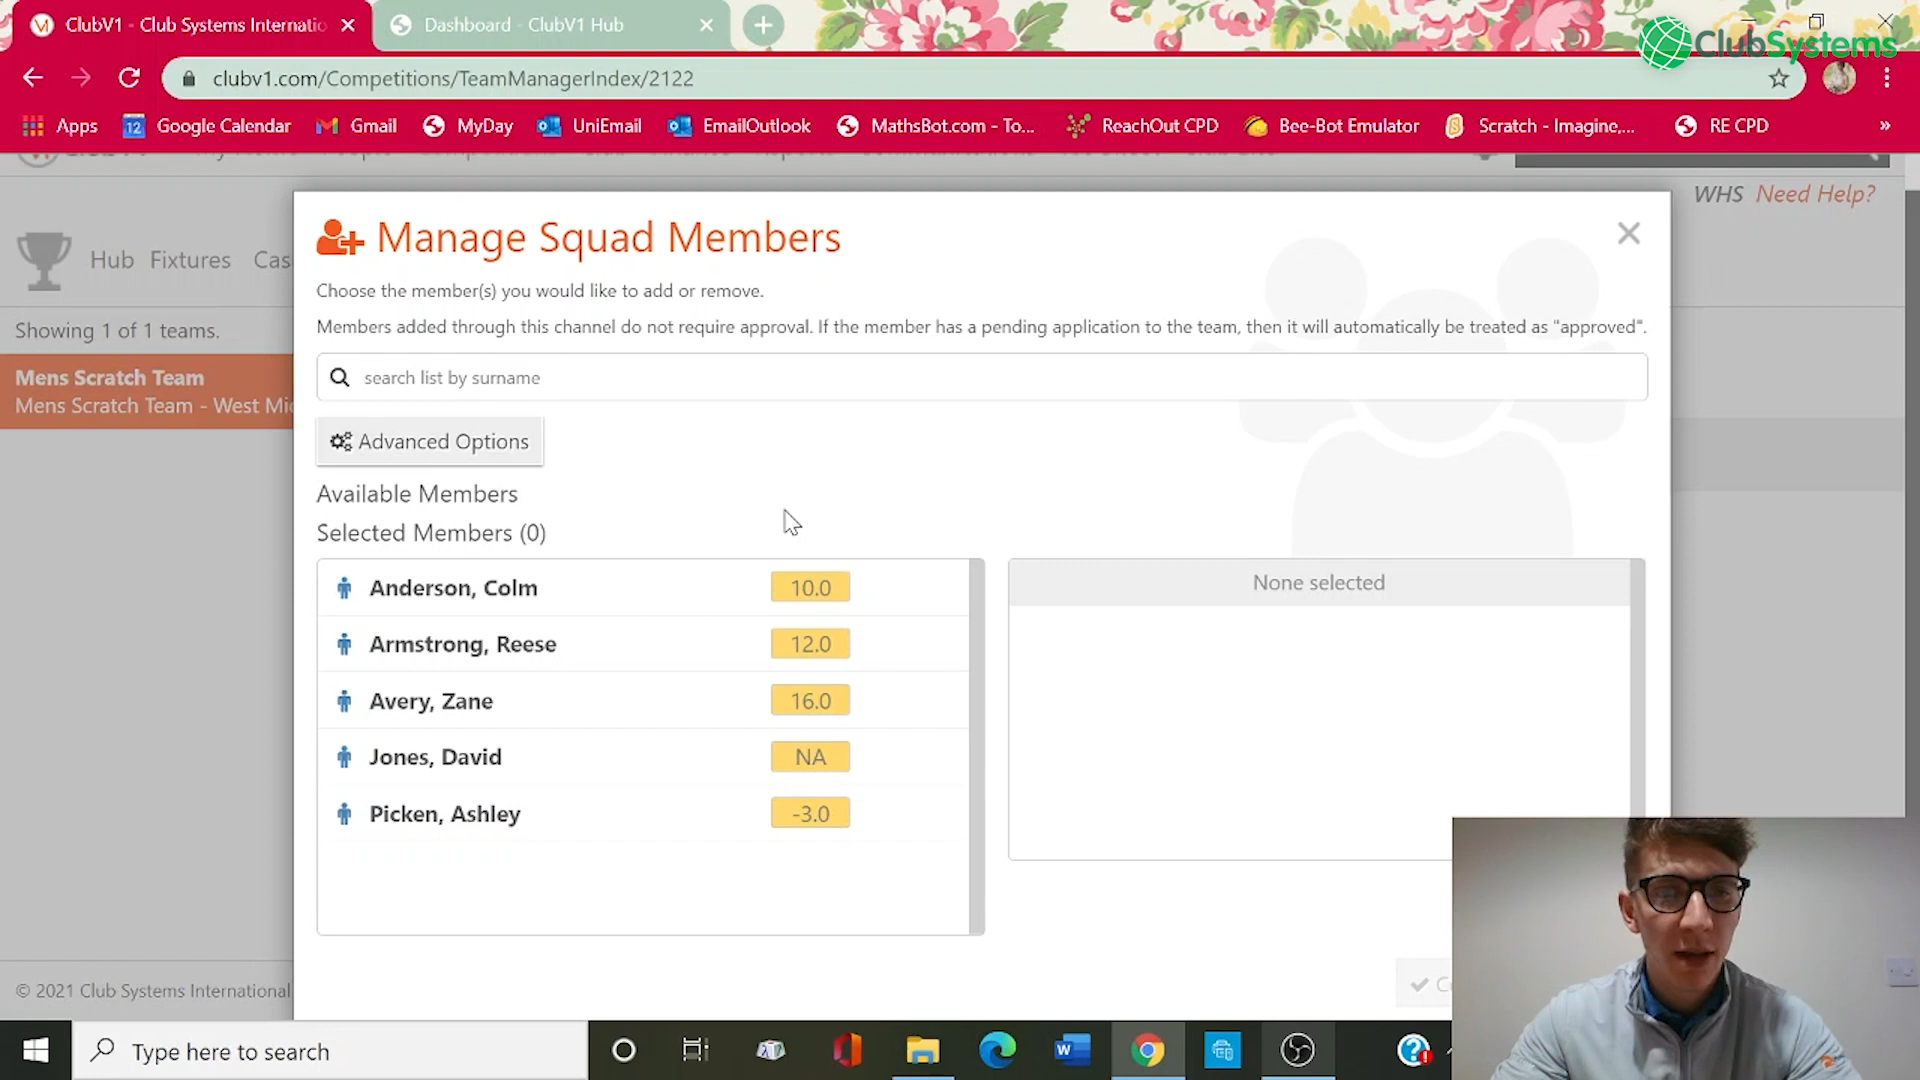 ClubV1 - Club Systems Internatio
Dashboard - ClubV1 Hub
ClubSystems
clubv1.com/Competitions/TeamManagerIndex/2122
Apps
12
Google Calendar
Gmail
MyDay
UniEmail
EmailOutlook
MathsBot.com - To...
ReachOut CPD
Bee-Bot Emulator
Scratch - Imagine,...
RE CPD
»
WHS Need Help?
Hub Fixtures Cas
Showing 1 of 1 teams.
Mens Scratch Team
Mens Scratch Team - West Mi
Manage Squad Members
Choose the member(s) you would like to add or remove.
Members added through this channel do not require approval. If the member has a pending application to the team, then it will automatically be treated as "approved".
search list by surname
Advanced Options
Available Members
Selected Members (0)
Anderson, Colm 10.0
Armstrong, Reese 12.0
Avery, Zane 16.0
Jones, David NA
Picken, Ashley -3.0
None selected
© 2021 Club Systems International
Type here to search